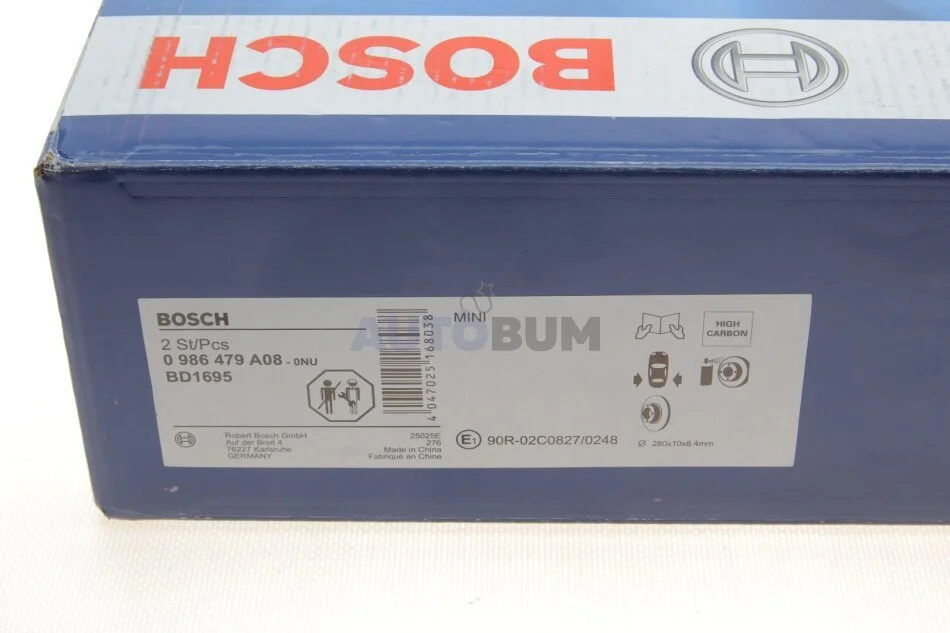 BOSCH
BOSCH
2 St/Pcs
0 986 479 A08 - 0NU
BD1695
4 047025 168038
MINI
HIGH
CARBON
Robert Bosch GmbH
Auf der Breit 4
76227 Karlsruhe
GERMANY
25025E
276
Made in China
Fabriqué en Chine
E1 90R-02C0827/0248
Ø 280x10x8.4mm
AUTOBUM